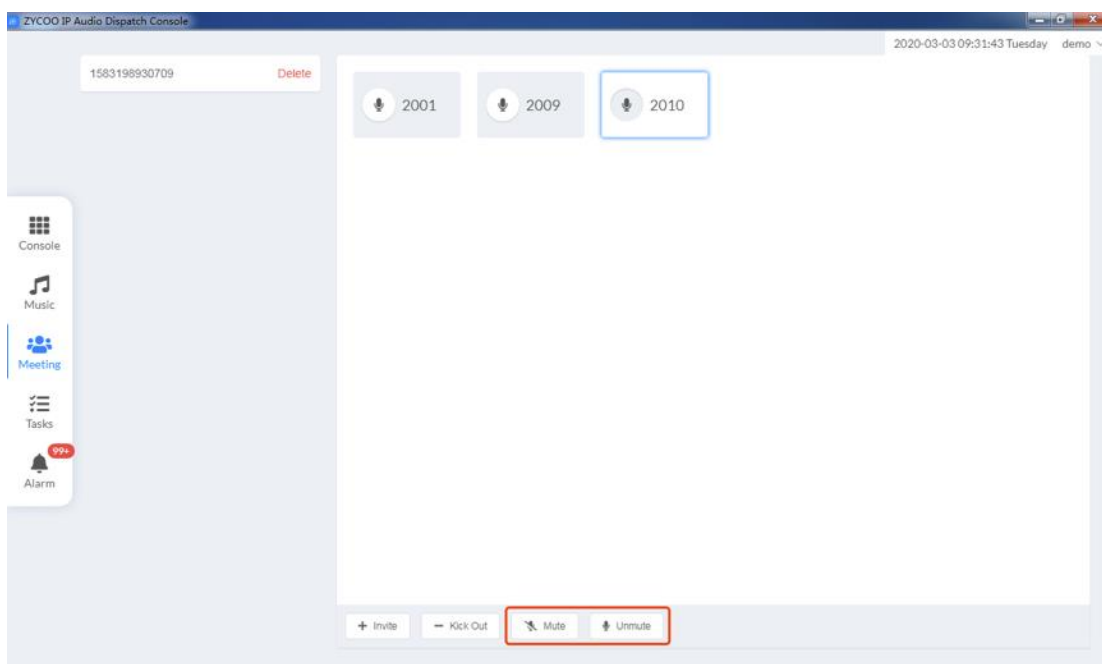 ZYCOO IP Audio Dispatch Console
2020-03-03 09:31:43 Tuesday demo
1583198930709 Delete
2001 2009 2010
Console
Music
Meeting
Tasks
99+
Alarm
+ Invite − Kick Out Mute Unmute